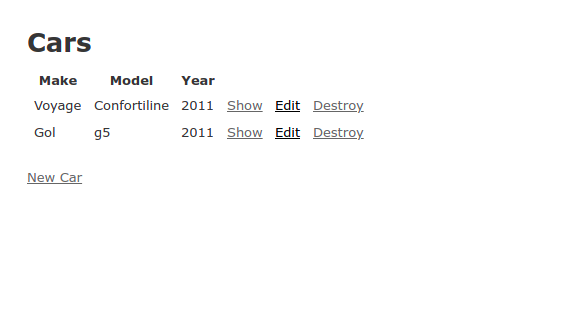 Cars
Make Model Year
Voyage Confortiline 2011 Show Edit Destroy
Gol g5 2011 Show Edit Destroy
New Car